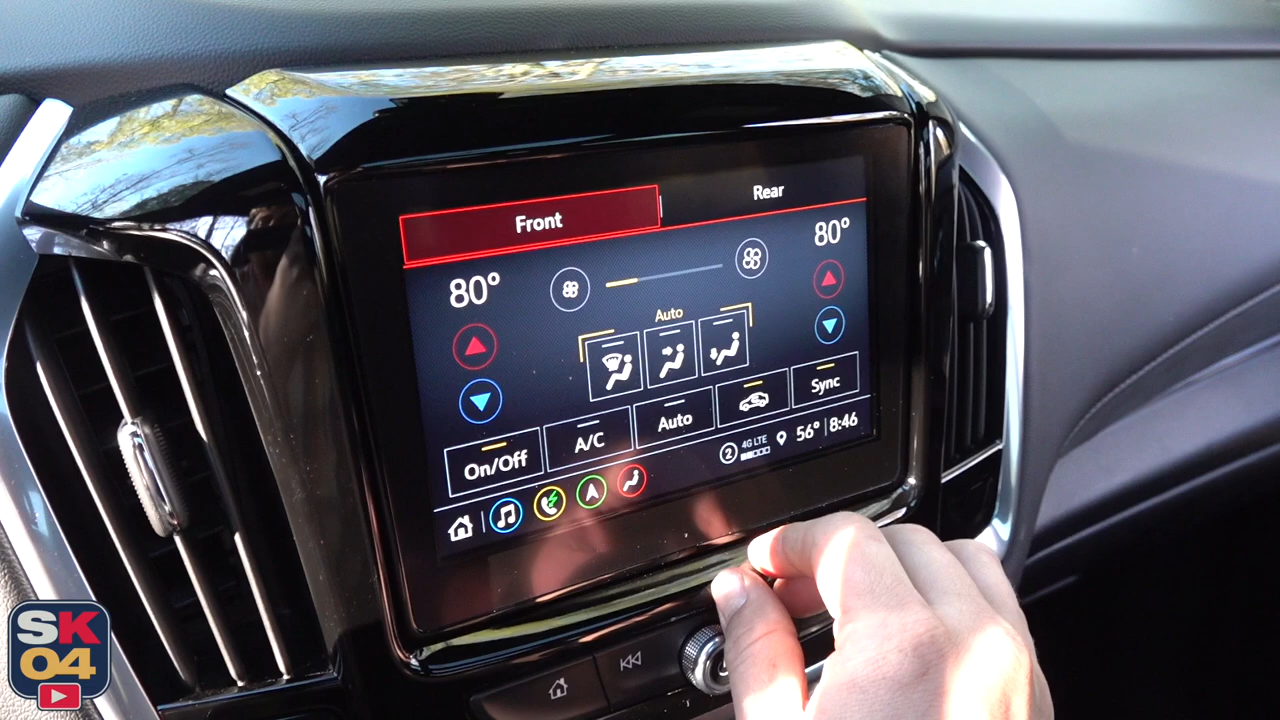 Front
Rear
80°
80°
Auto
On/Off
A/C
Auto
Sync
2
4G LTE
56°
8:46
SK
04